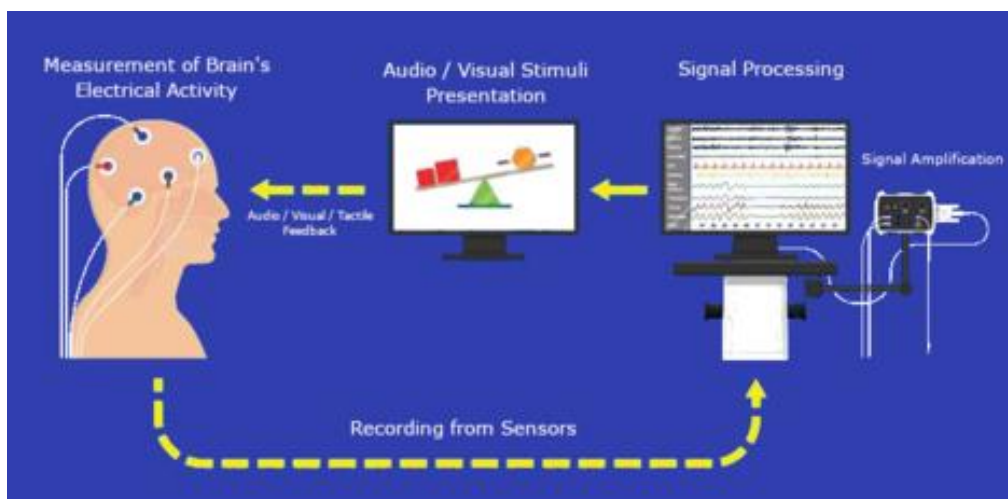 Measurement of Brain's
Electrical Activity
Audio / Visual Stimuli
Presentation
Signal Processing
Signal Amplification
Audio / Visual / Tactile
Feedback
Recording from Sensors